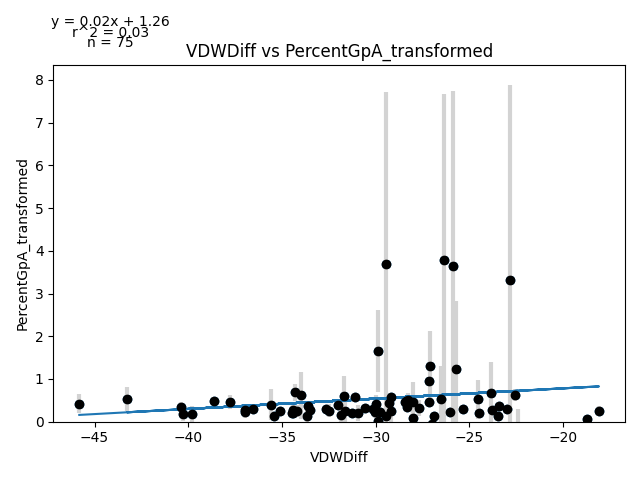 y = 0.02x + 1.26
r^2 = 0.03
n = 75
VDWDiff vs PercentGpA_transformed
PercentGpA_transformed
8
7
6
5
4
3
2
1
0
−45
−40
−35
−30
−25
−20
VDWDiff